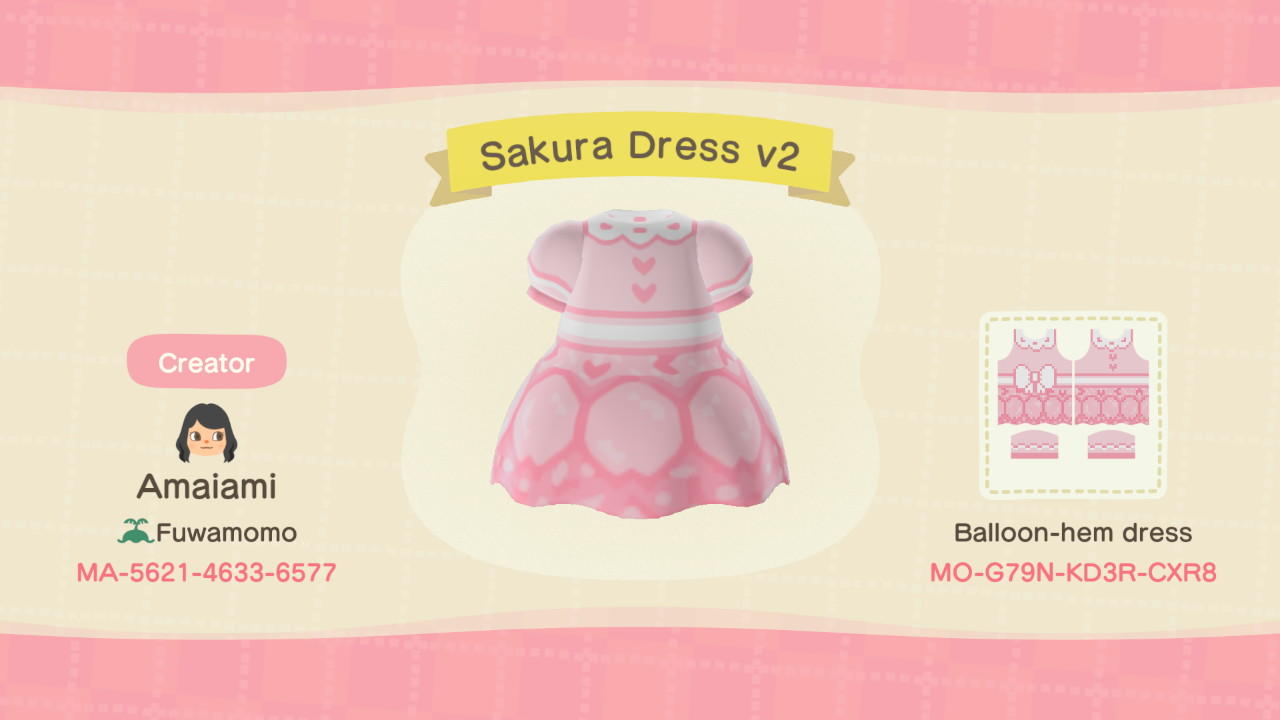 Sakura Dress v2
Creator
Amaiami
Fuwamomo
MA-5621-4633-6577
Balloon-hem dress
MO-G79N-KD3R-CXR8